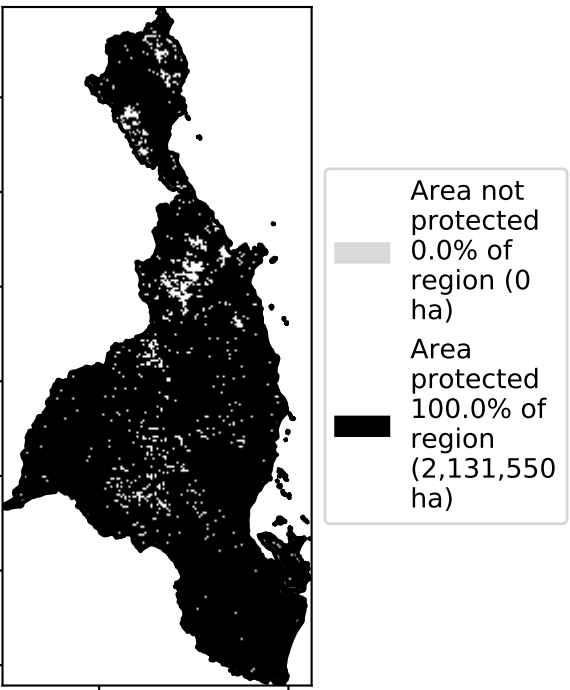 Area not
protected
0.0% of
region (0
ha)
Area
protected
100.0% of
region
(2,131,550
ha)